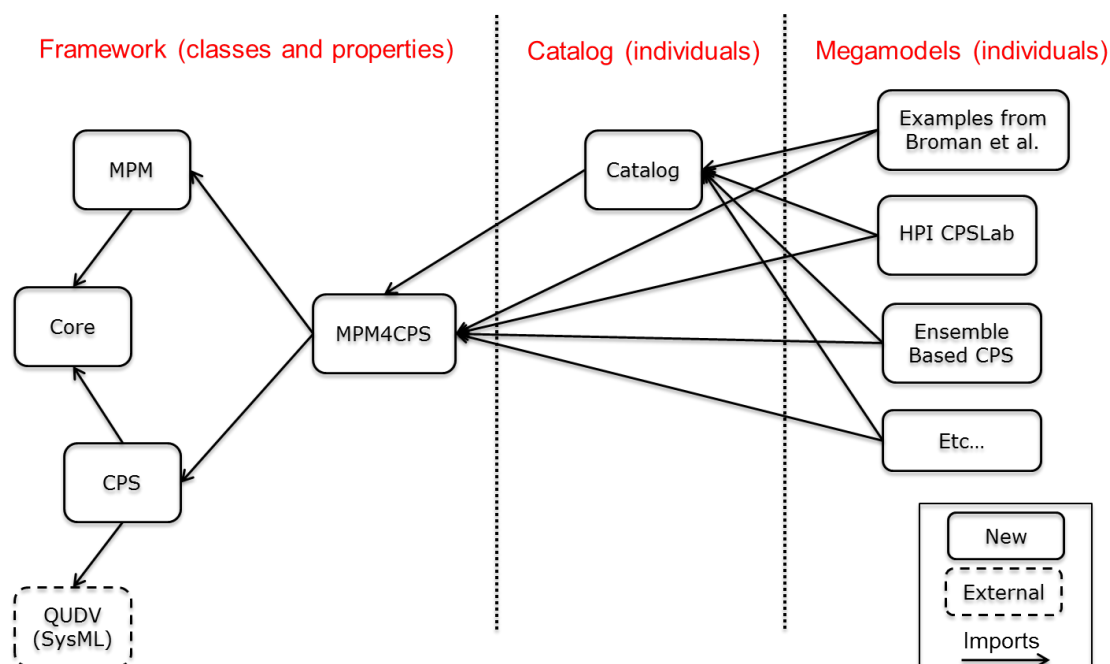 Framework (classes and properties)
Catalog (individuals)
Megamodels (individuals)
MPM
Core
CPS
QUDV
(SysML)
MPM4CPS
Catalog
Examples from
Broman et al.
HPI CPSLab
Ensemble
Based CPS
Etc...
New
External
Imports